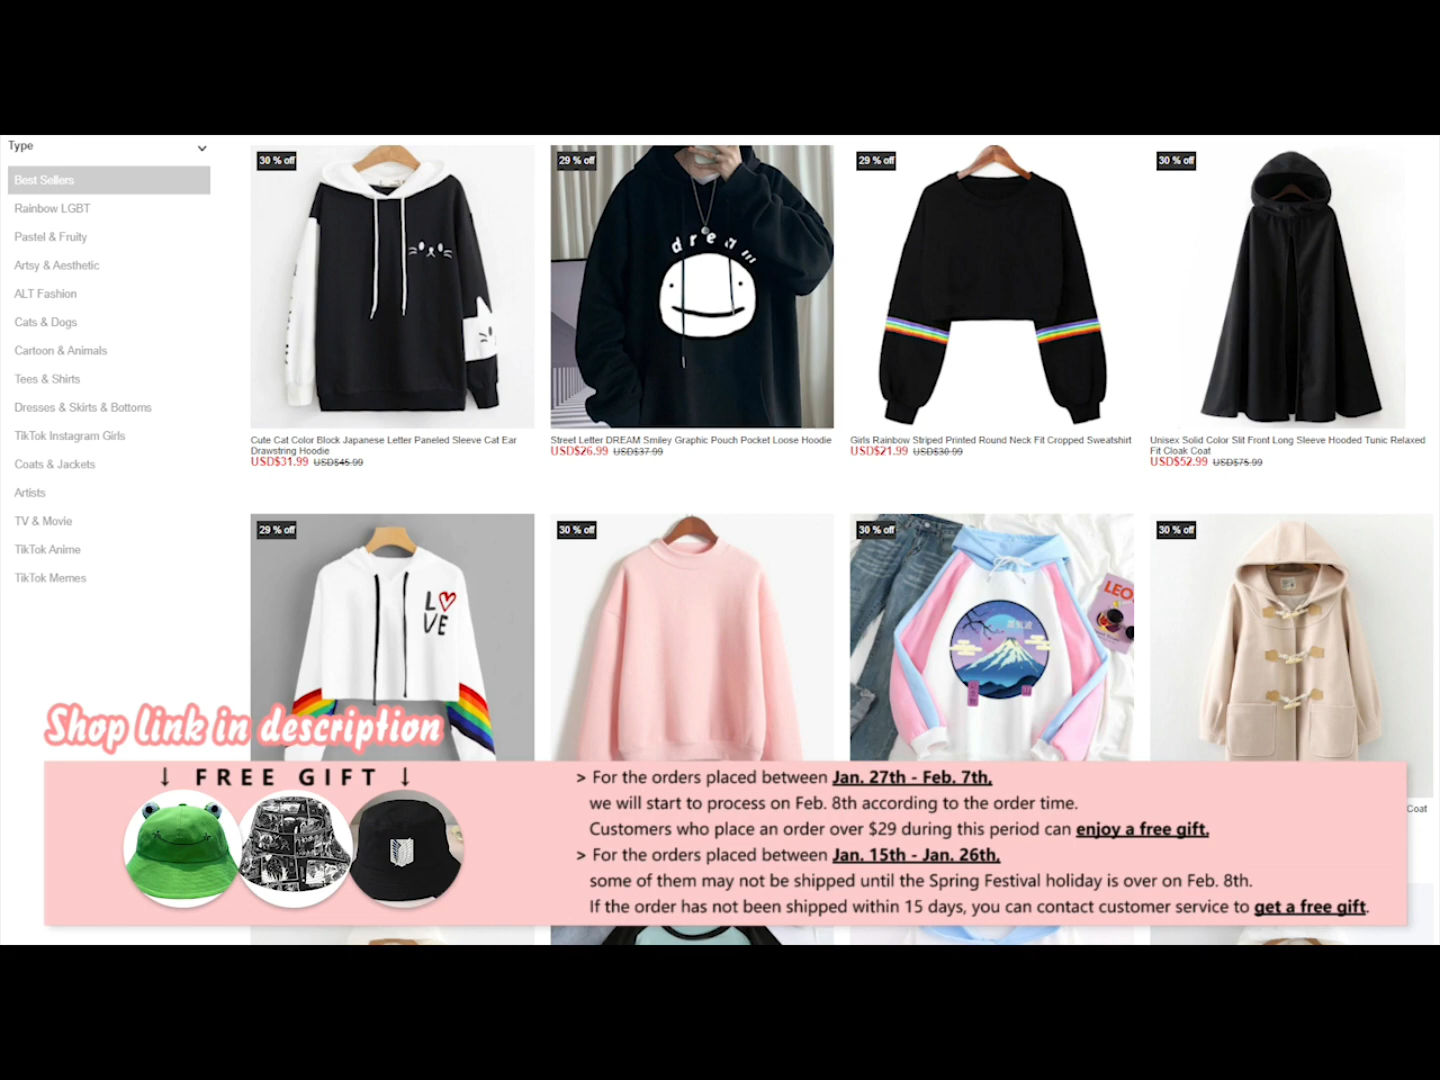 Type
Best Sellers
Rainbow LGBT
Pastel & Fruity
Artsy & Aesthetic
ALT Fashion
Cats & Dogs
Cartoon & Animals
Tees & Shirts
Dresses & Skirts & Bottoms
TikTok Instagram Girls
Coats & Jackets
Artists
TV & Movie
TikTok Anime
TikTok Memes
30 % off
29 % off
29 % off
30 % off
dream
Cute Cat Color Block Japanese Letter Paneled Sleeve Cat Ear
Drawstring Hoodie
USD$31.99 USD$45.99
Street Letter DREAM Smiley Graphic Pouch Pocket Loose Hoodie
USD$26.99 USD$37.99
Girls Rainbow Striped Printed Round Neck Fit Cropped Sweatshirt
USD$21.99 USD$30.99
Unisex Solid Color Slit Front Long Sleeve Hooded Tunic Relaxed
Fit Cloak Coat
USD$52.99 USD$75.99
29 % off
30 % off
30 % off
30 % off
LO
VE
LEO
Coat
Shop link in description
↓ FREE GIFT ↓
> For the orders placed between Jan. 27th - Feb. 7th,
we will start to process on Feb. 8th according to the order time.
Customers who place an order over $29 during this period can enjoy a free gift.
> For the orders placed between Jan. 15th - Jan. 26th,
some of them may not be shipped until the Spring Festival holiday is over on Feb. 8th.
If the order has not been shipped within 15 days, you can contact customer service to get a free gift.